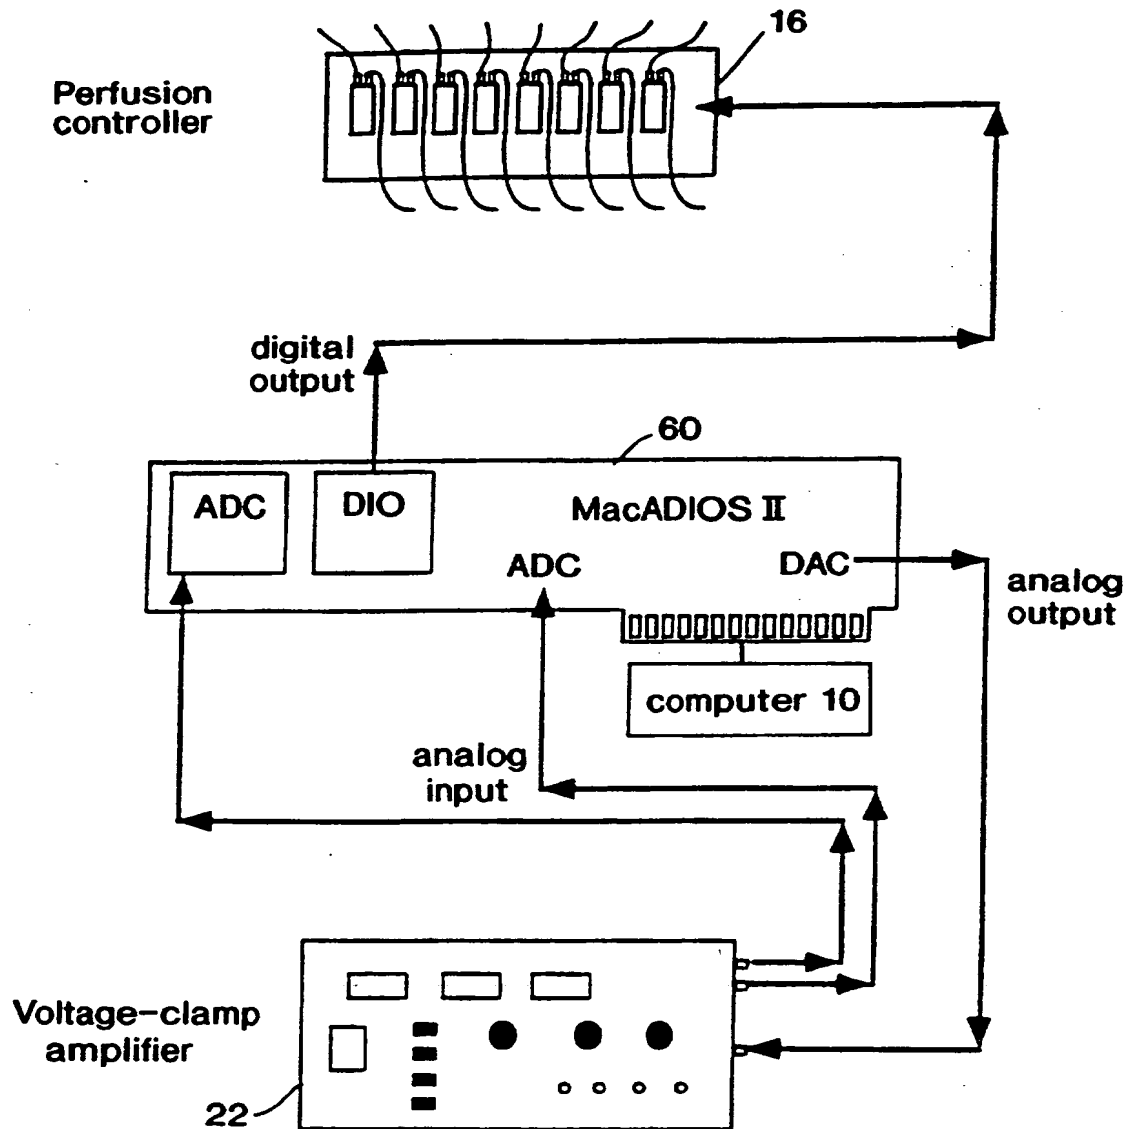 16
Perfusion
controller
digital
output
60
ADC
DIO
MacADIOS II
ADC
DAC
analog
output
computer 10
analog
input
Voltage-clamp
amplifier
22